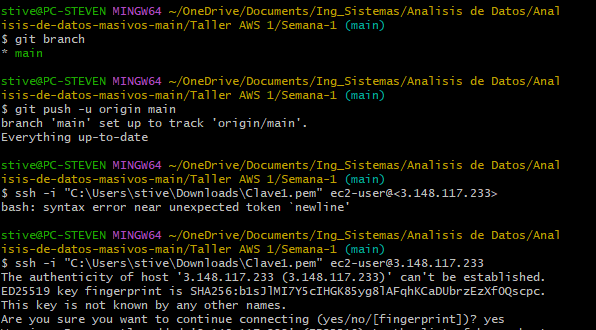 stive@PC-STEVEN MINGW64 ~/OneDrive/Documents/Ing_Sistemas/Analisis de Datos/Anal
isis-de-datos-masivos-main/Taller AWS 1/Semana-1 (main)
$ git branch
* main
stive@PC-STEVEN MINGW64 ~/OneDrive/Documents/Ing_Sistemas/Analisis de Datos/Anal
isis-de-datos-masivos-main/Taller AWS 1/Semana-1 (main)
$ git push -u origin main
branch 'main' set up to track 'origin/main'.
Everything up-to-date
stive@PC-STEVEN MINGW64 ~/OneDrive/Documents/Ing_Sistemas/Analisis de Datos/Anal
isis-de-datos-masivos-main/Taller AWS 1/Semana-1 (main)
$ ssh -i "C:\Users\stive\Downloads\Clave1.pem" ec2-user@<3.148.117.233>
bash: syntax error near unexpected token `newline'
stive@PC-STEVEN MINGW64 ~/OneDrive/Documents/Ing_Sistemas/Analisis de Datos/Anal
isis-de-datos-masivos-main/Taller AWS 1/Semana-1 (main)
$ ssh -i "C:\Users\stive\Downloads\Clave1.pem" ec2-user@3.148.117.233
The authenticity of host '3.148.117.233 (3.148.117.233)' can't be established.
ED25519 key fingerprint is SHA256:b1sJlMI7Y5cIHGK85yg8lAFqhKCaDUbrzEzXfOQscpc.
This key is not known by any other names.
Are you sure you want to continue connecting (yes/no/[fingerprint])? yes